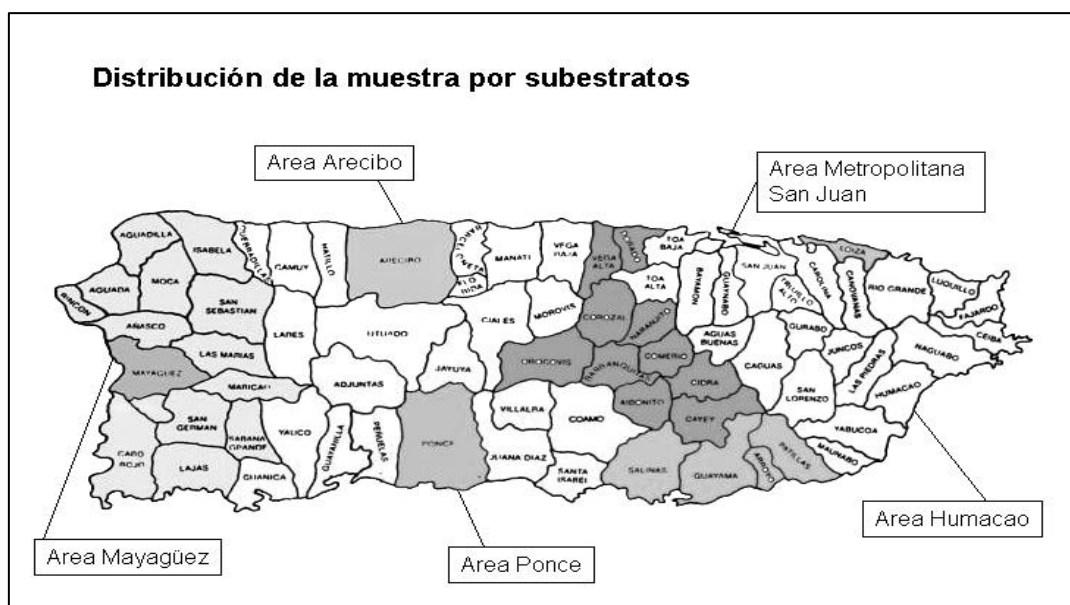 Distribución de la muestra por subestratos
Area Arecibo
Area Metropolitana
San Juan
AGUADILLA
ISABELA
CAMUY
HATILLO
ARECIBO
MANATI
VEGA
BAJA
VEGA
ALTA
DORADO
TOA
BAJA
LOIZA
AGUADA
MOCA
SAN
SEBASTIAN
RINCON
AÑASCO
LARES
UTUADO
CIALES
MOROVIS
COROZAL
NARANJITO
TOA
ALTA
BAYAMON
GUAYNABO
SAN JUAN
TRUJILLO
ALTO
CAROLINA
CANOVANAS
RIO GRANDE
LUQUILLO
FAJARDO
CEIBA
LAS MARIAS
MAYAGUEZ
MARICAO
ADJUNTAS
JAYUYA
OROCOVIS
BARRANQUITAS
COMERIO
AGUAS
BUENAS
CAGUAS
GURABO
JUNCOS
LAS PIEDRAS
NAGUABO
HUMACAO
CIDRA
AIBONITO
CAYEY
SAN
LORENZO
YABUCOA
MAUNABO
SAN
GERMAN
SABANA
GRANDE
YAUCO
GUAYANILLA
PEÑUELAS
PONCE
VILLALBA
COAMO
CABO
ROJO
LAJAS
GUANICA
JUANA DIAZ
SANTA
SALINAS
GUAYAMA
ARROYO
PATILLAS
Area Mayagüez
Area Ponce
Area Humacao